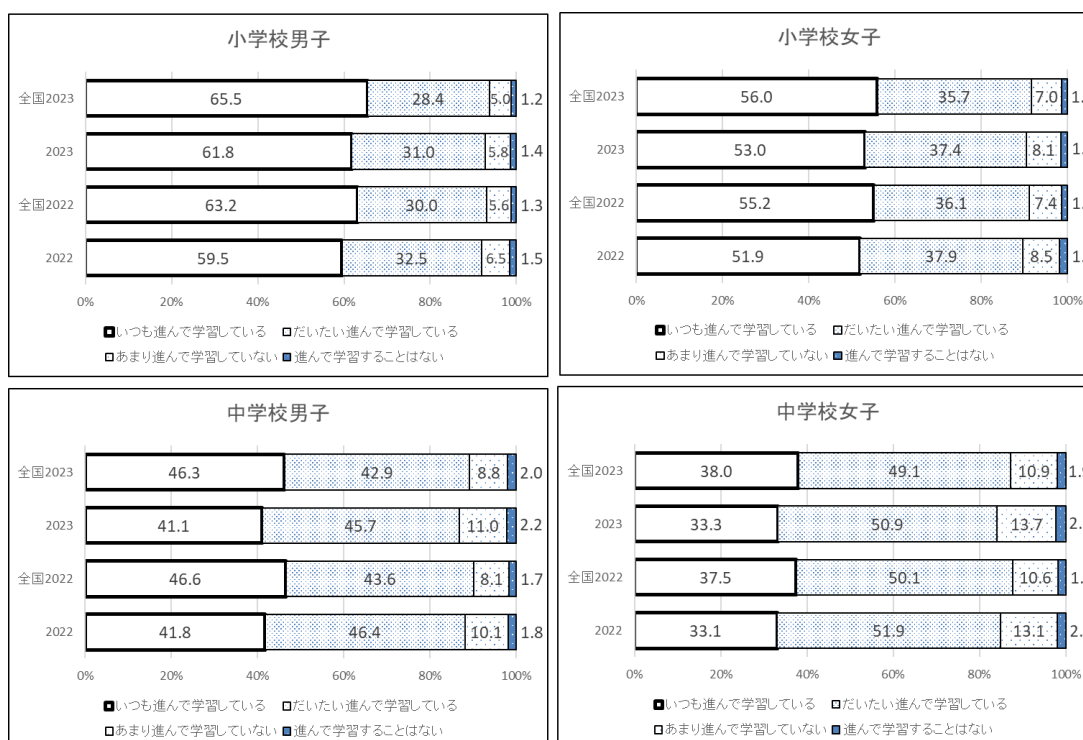 小学校男子
全国2023 65.5 28.4 5.0 1.2
2023 61.8 31.0 5.8 1.4
全国2022 63.2 30.0 5.6 1.3
2022 59.5 32.5 6.5 1.5
0% 20% 40% 60% 80% 100%
いつも進んで学習している だいたい進んで学習している
あまり進んで学習していない 進んで学習することはない
小学校女子
全国2023 56.0 35.7 7.0 1.
2023 53.0 37.4 8.1 1.
全国2022 55.2 36.1 7.4 1.
2022 51.9 37.9 8.5 1.
0% 20% 40% 60% 80% 100%
いつも進んで学習している だいたい進んで学習している
あまり進んで学習していない 進んで学習することはない
中学校男子
全国2023 46.3 42.9 8.8 2.0
2023 41.1 45.7 11.0 2.2
全国2022 46.6 43.6 8.1 1.7
2022 41.8 46.4 10.1 1.8
0% 20% 40% 60% 80% 100%
いつも進んで学習している だいたい進んで学習している
あまり進んで学習していない 進んで学習することはない
中学校女子
全国2023 38.0 49.1 10.9 1.
2023 33.3 50.9 13.7 2.
全国2022 37.5 50.1 10.6 1.
2022 33.1 51.9 13.1 2.
0% 20% 40% 60% 80% 100%
いつも進んで学習している だいたい進んで学習している
あまり進んで学習していない 進んで学習することはない